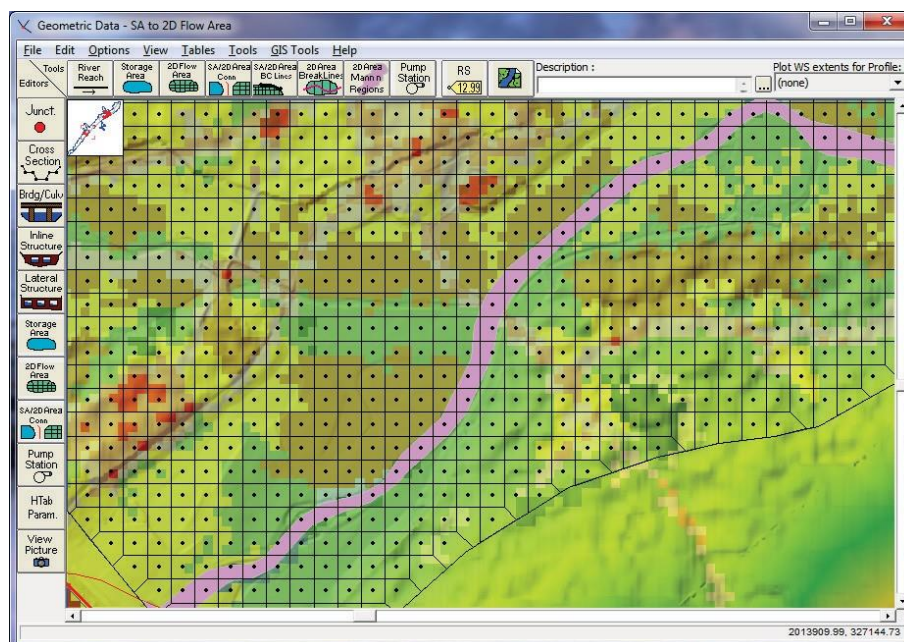 Geometric Data - SA to 2D Flow Area
File Edit Options View Tables Tools GIS Tools Help
Tools
Editors
River
Reach
Storage
Area
2D Flow
Area
SA/2D Area
Conn
SA/2D Area
BC Lines
2D Area
BreakLines
2D Area
Mann n
Regions
Pump
Station
RS
12.99
Description :
...
Plot WS extents for Profile:
(none)
Junct.
Cross
Section
Brdg/Culv
Inline
Structure
Lateral
Structure
Storage
Area
2D Flow
Area
SA/2D Area
Conn
Pump
Station
HTab
Param.
View
Picture
2013909.99, 327144.73